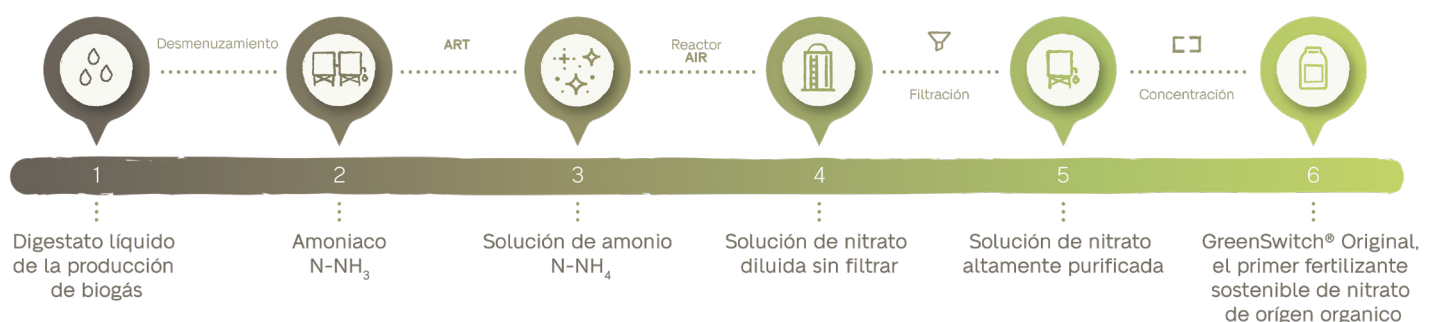 Desmenuzamiento
ART
Reactor
AIR
Filtración
Concentración
1
2
3
4
5
6
Digestato líquido
de la producción
de biogás
Amoniaco
N-NH₃
Solución de amonio
N-NH₄
Solución de nitrato
diluida sin filtrar
Solución de nitrato
altamente purificada
GreenSwitch® Original,
el primer fertilizante
sostenible de nitrato
de orígen organico